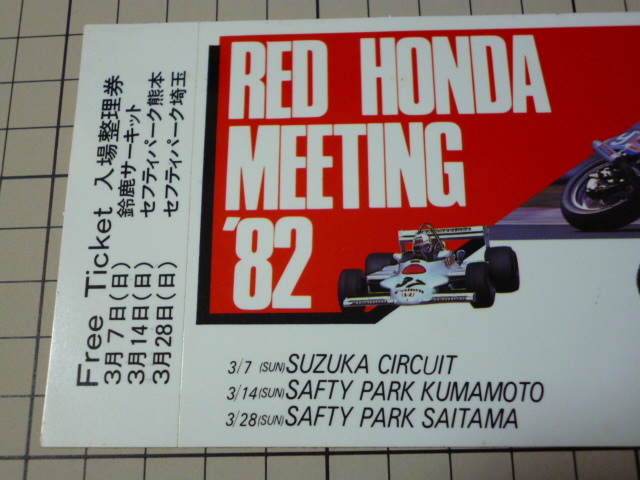 Free Ticket 入場整理券
3月7日(日) 鈴鹿サーキット
3月14日(日) セフティパーク熊本
3月28日(日) セフティパーク埼玉
RED HONDA
MEETING
'82
3/7 (SUN) SUZUKA CIRCUIT
3/14(SUN) SAFTY PARK KUMAMOTO
3/28(SUN) SAFTY PARK SAITAMA